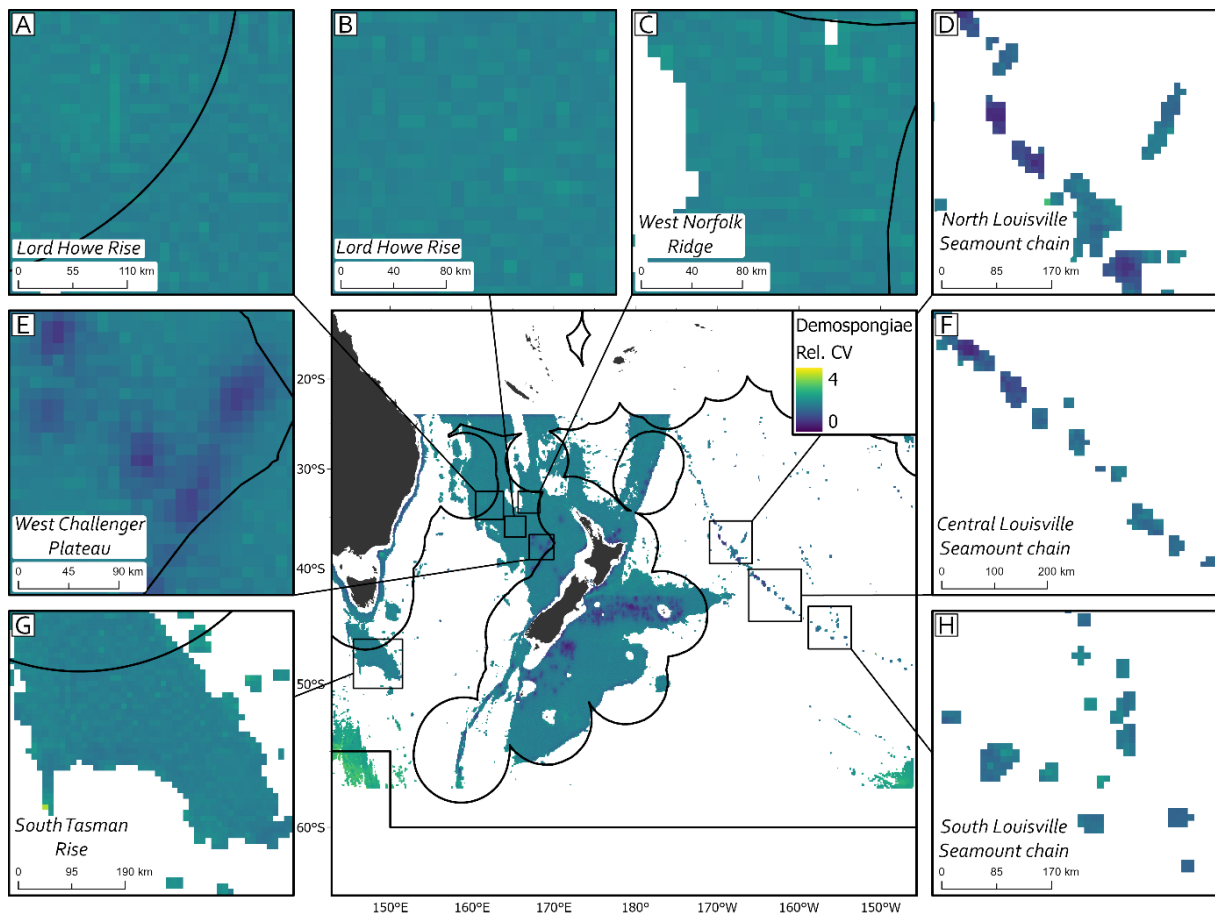 A
Lord Howe Rise
0 55 110 km
B
Lord Howe Rise
0 40 80 km
C
West Norfolk
Ridge
0 40 80 km
D
North Louisville
Seamount chain
0 85 170 km
E
West Challenger
Plateau
0 45 90 km
Demospongiae
Rel. CV
4
0
20°S
30°S
40°S
50°S
60°S
150°E 160°E 170°E 180° 170°W 160°W 150°W
F
Central Louisville
Seamount chain
0 100 200 km
G
South Tasman
Rise
0 95 190 km
H
South Louisville
Seamount chain
0 85 170 km